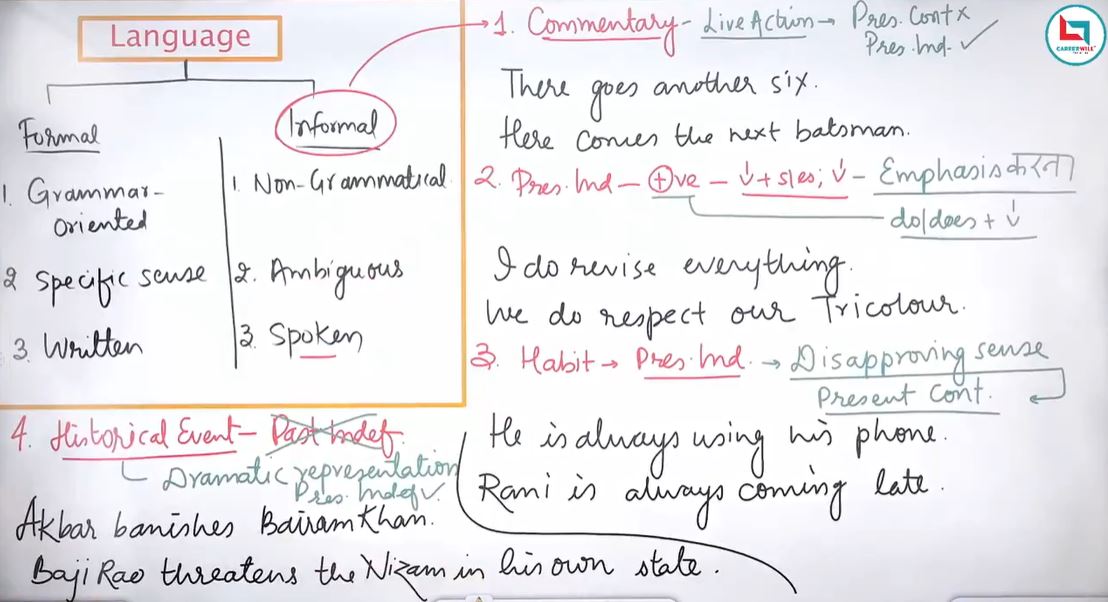 Language
Formal
1. Grammar-
oriented
2 Specific sense
3. Written
Informal
1. Non-Grammatical
2. Ambiguous
3. Spoken
1. Commentary - Live Action → Pres. Cont x
Pres. Ind. ✓
There goes another six.
Here comes the next batsman.
2. Pres. Ind – +ve – V + s/es; V – Emphasis करना
do/does + V
I do revise everything.
We do respect our Tricolour.
3. Habit → Pres. Ind. → Disapproving sense
Present Cont.
He is always using his phone.
Rani is always coming late.
4. Historical Event – Past Indef.
Dramatic representation
Pres. Indef ✓
Akbar banishes Bairam Khan.
Baji Rao threatens the Nizam in his own state.
CAREERWILL